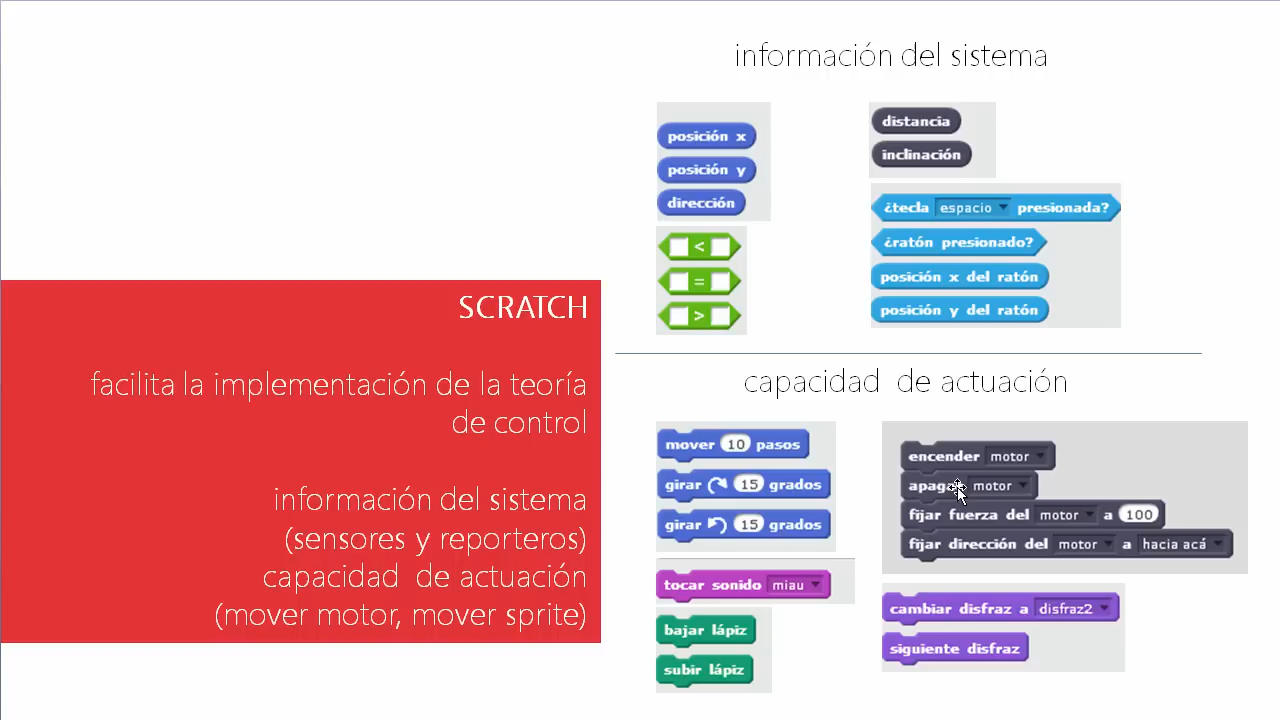 SCRATCH
facilita la implementación de la teoría
de control
información del sistema
(sensores y reporteros)
capacidad de actuación
(mover motor, mover sprite)
información del sistema
posición x
posición y
dirección
<
=
>
distancia
inclinación
¿tecla espacio presionada?
¿ratón presionado?
posición x del ratón
posición y del ratón
capacidad de actuación
mover 10 pasos
girar 15 grados
girar 15 grados
tocar sonido miau
bajar lápiz
subir lápiz
encender motor
motor
fijar fuerza del motor a 100
fijar dirección del motor a hacia acá
cambiar disfraz a disfraz2
siguiente disfraz